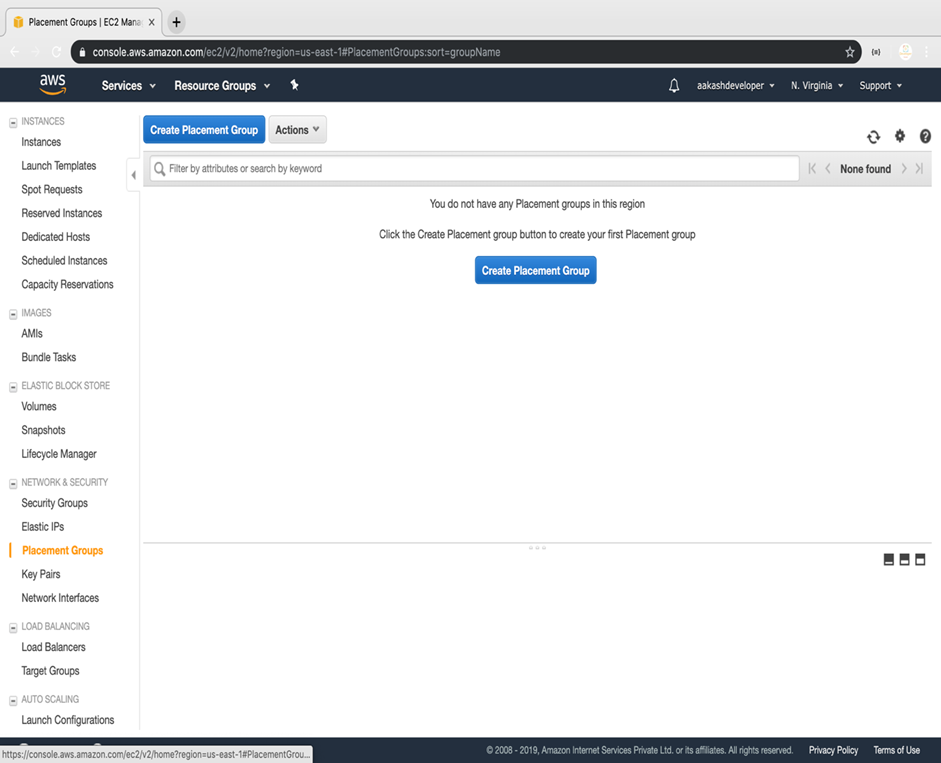 Placement Groups | EC2 Mana
console.aws.amazon.com/ec2/v2/home?region=us-east-1#PlacementGroups:sort=groupName
aws Services Resource Groups aakashdeveloper N. Virginia Support
INSTANCES
Instances
Launch Templates
Spot Requests
Reserved Instances
Dedicated Hosts
Scheduled Instances
Capacity Reservations
IMAGES
AMIs
Bundle Tasks
ELASTIC BLOCK STORE
Volumes
Snapshots
Lifecycle Manager
NETWORK & SECURITY
Security Groups
Elastic IPs
Placement Groups
Key Pairs
Network Interfaces
LOAD BALANCING
Load Balancers
Target Groups
AUTO SCALING
Launch Configurations
Create Placement Group Actions
Filter by attributes or search by keyword None found
You do not have any Placement groups in this region
Click the Create Placement group button to create your first Placement group
Create Placement Group
https://console.aws.amazon.com/ec2/v2/home?region=us-east-1#PlacementGrou...
© 2008 - 2019, Amazon Internet Services Private Ltd. or its affiliates. All rights reserved. Privacy Policy Terms of Use